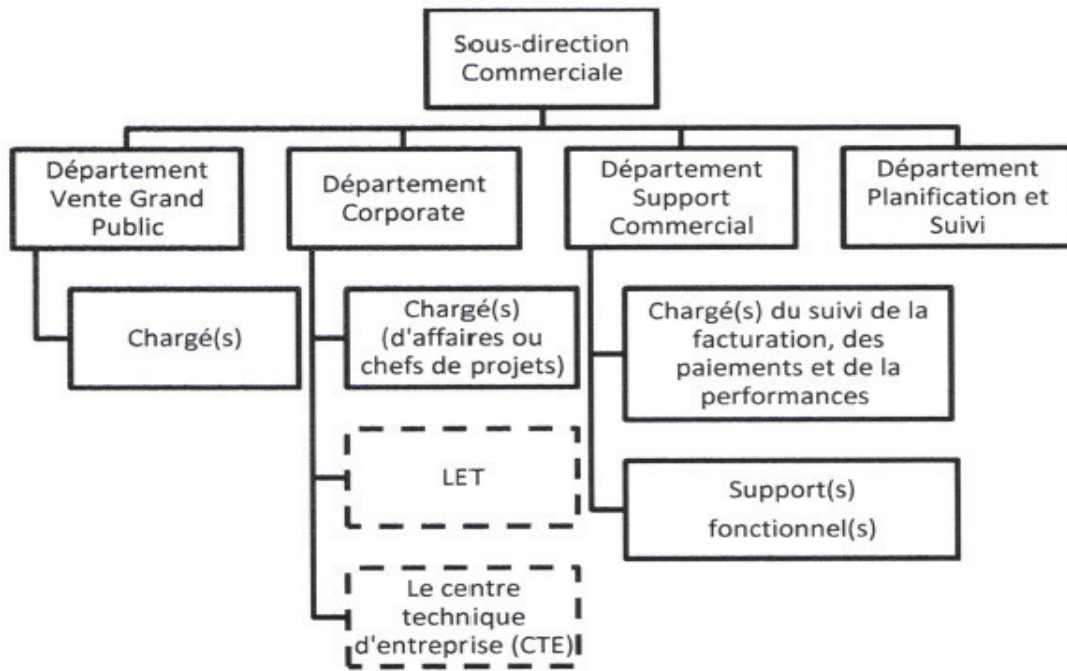 Sous-direction
Commerciale
Département
Vente Grand
Public
Département
Corporate
Département
Support
Commercial
Département
Planification et
Suivi
Chargé(s)
Chargé(s)
(d'affaires ou
chefs de projets)
LET
Le centre
technique
d'entreprise (CTE)
Chargé(s) du suivi de la
facturation, des
paiements et de la
performances
Support(s)
fonctionnel(s)